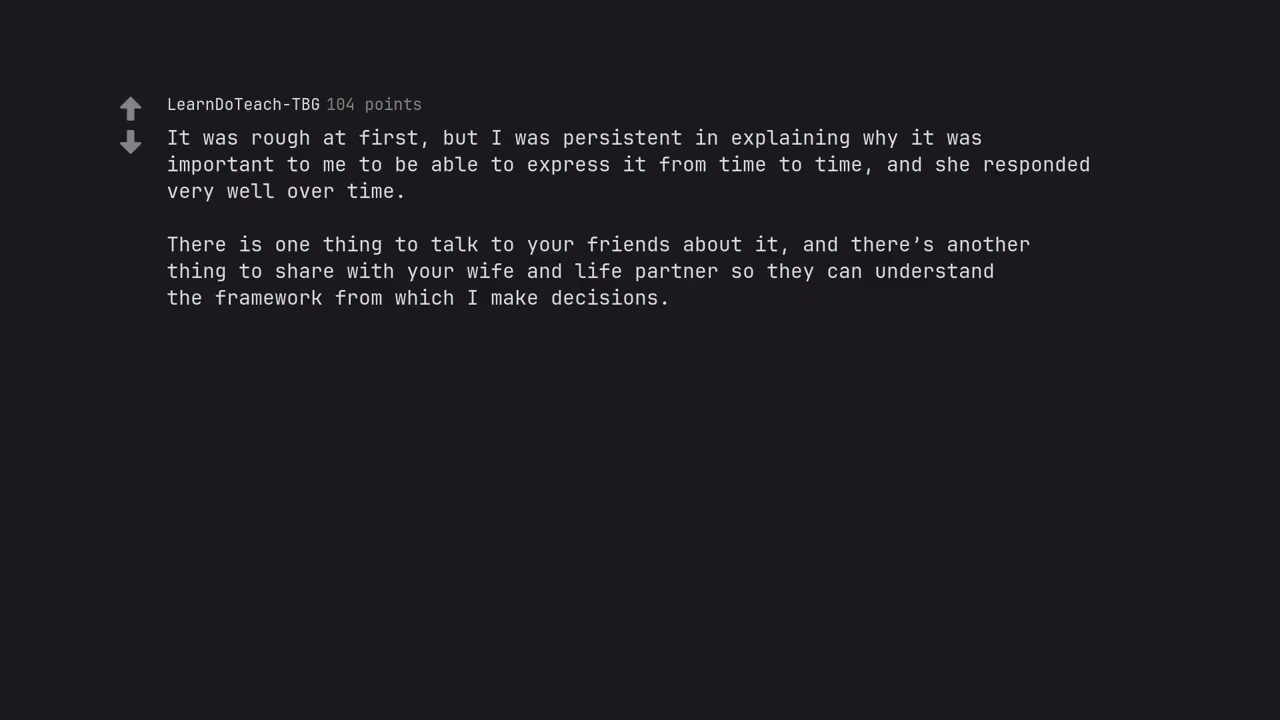 LearnDoTeach-TBG 104 points
It was rough at first, but I was persistent in explaining why it was
important to me to be able to express it from time to time, and she responded
very well over time.
There is one thing to talk to your friends about it, and there’s another
thing to share with your wife and life partner so they can understand
the framework from which I make decisions.